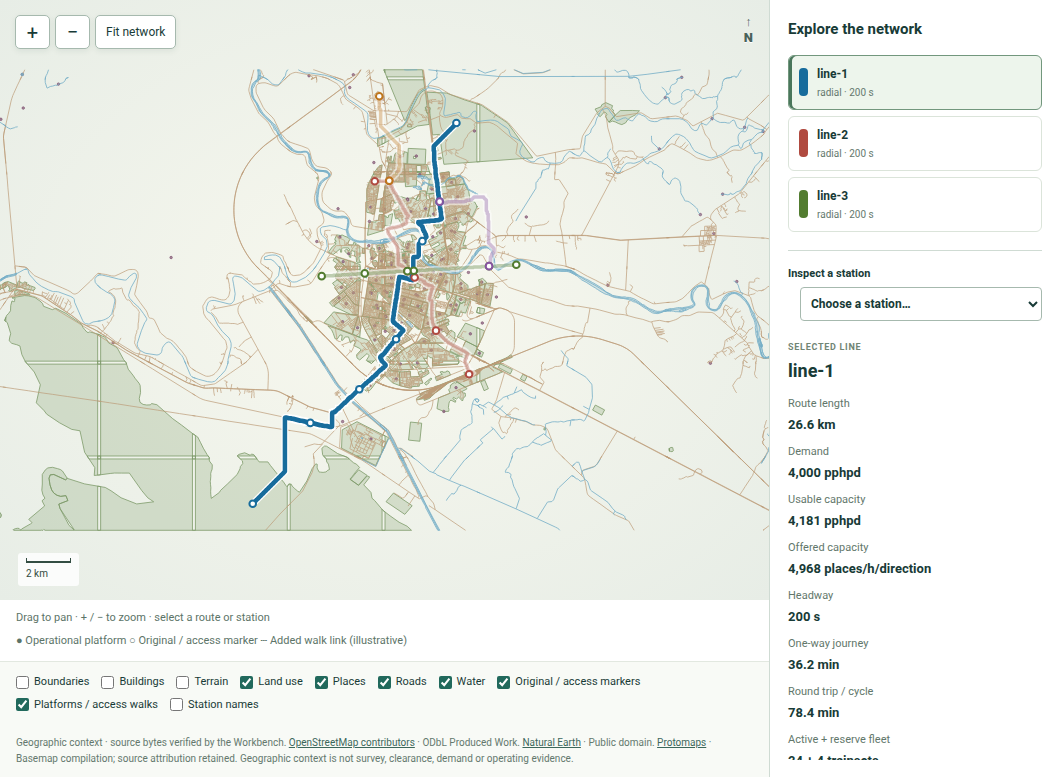 +
−
Fit network
↑
N
2 km
Drag to pan · + / − to zoom · select a route or station
● Operational platform ○ Original / access marker ┄ Added walk link (illustrative)
Boundaries
Buildings
Terrain
Land use
Places
Roads
Water
Original / access markers
Platforms / access walks
Station names
Geographic context · source bytes verified by the Workbench. OpenStreetMap contributors · ODbL Produced Work. Natural Earth · Public domain. Protomaps ·
Basemap compilation; source attribution retained. Geographic context is not survey, clearance, demand or operating evidence.
Explore the network
line-1
radial · 200 s
line-2
radial · 200 s
line-3
radial · 200 s
Inspect a station
Choose a station...
SELECTED LINE
line-1
Route length
26.6 km
Demand
4,000 pphpd
Usable capacity
4,181 pphpd
Offered capacity
4,968 places/h/direction
Headway
200 s
One-way journey
36.2 min
Round trip / cycle
78.4 min
Active + reserve fleet
24 + 4 trainsets